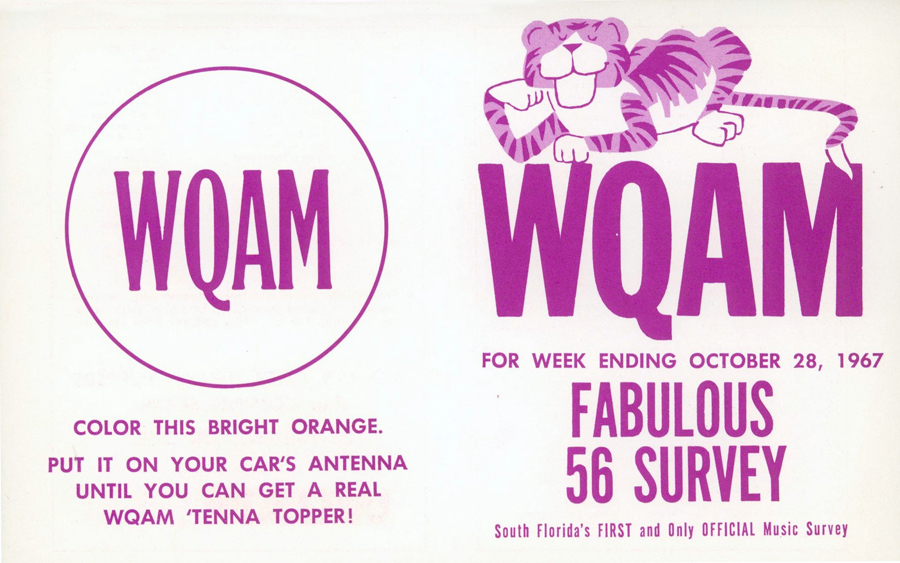 WQAM
COLOR THIS BRIGHT ORANGE.
PUT IT ON YOUR CAR'S ANTENNA
UNTIL YOU CAN GET A REAL
WQAM 'TENNA TOPPER!
WQAM
FOR WEEK ENDING OCTOBER 28, 1967
FABULOUS
56 SURVEY
South Florida's FIRST and Only OFFICIAL Music Survey